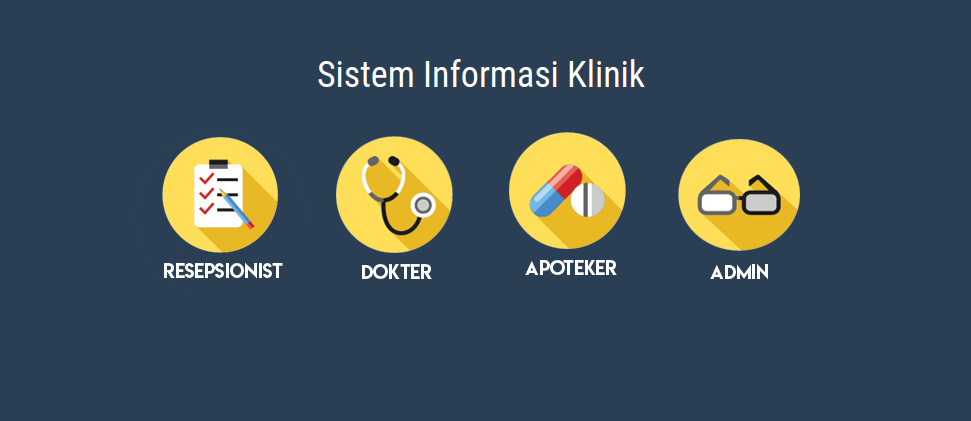 Sistem Informasi Klinik
RESEPSIONIST
DOKTER
APOTEKER
ADMIN